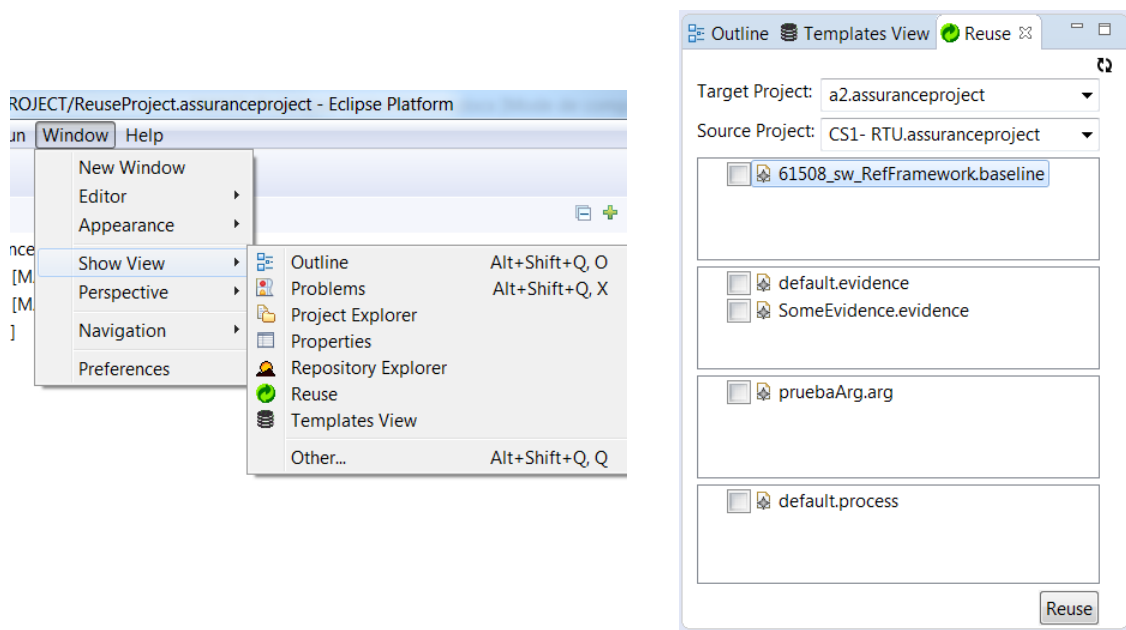 ROJECT/ReuseProject.assuranceproject - Eclipse Platform
un Window Help
New Window
Editor
Appearance
Show View
Perspective
Navigation
Preferences
nce
[M
[M
]
Outline Alt+Shift+Q, O
Problems Alt+Shift+Q, X
Project Explorer
Properties
Repository Explorer
Reuse
Templates View
Other... Alt+Shift+Q, Q
Outline Templates View Reuse
Target Project: a2.assuranceproject
Source Project: CS1- RTU.assuranceproject
61508_sw_RefFramework.baseline
default.evidence
SomeEvidence.evidence
pruebaArg.arg
default.process
Reuse